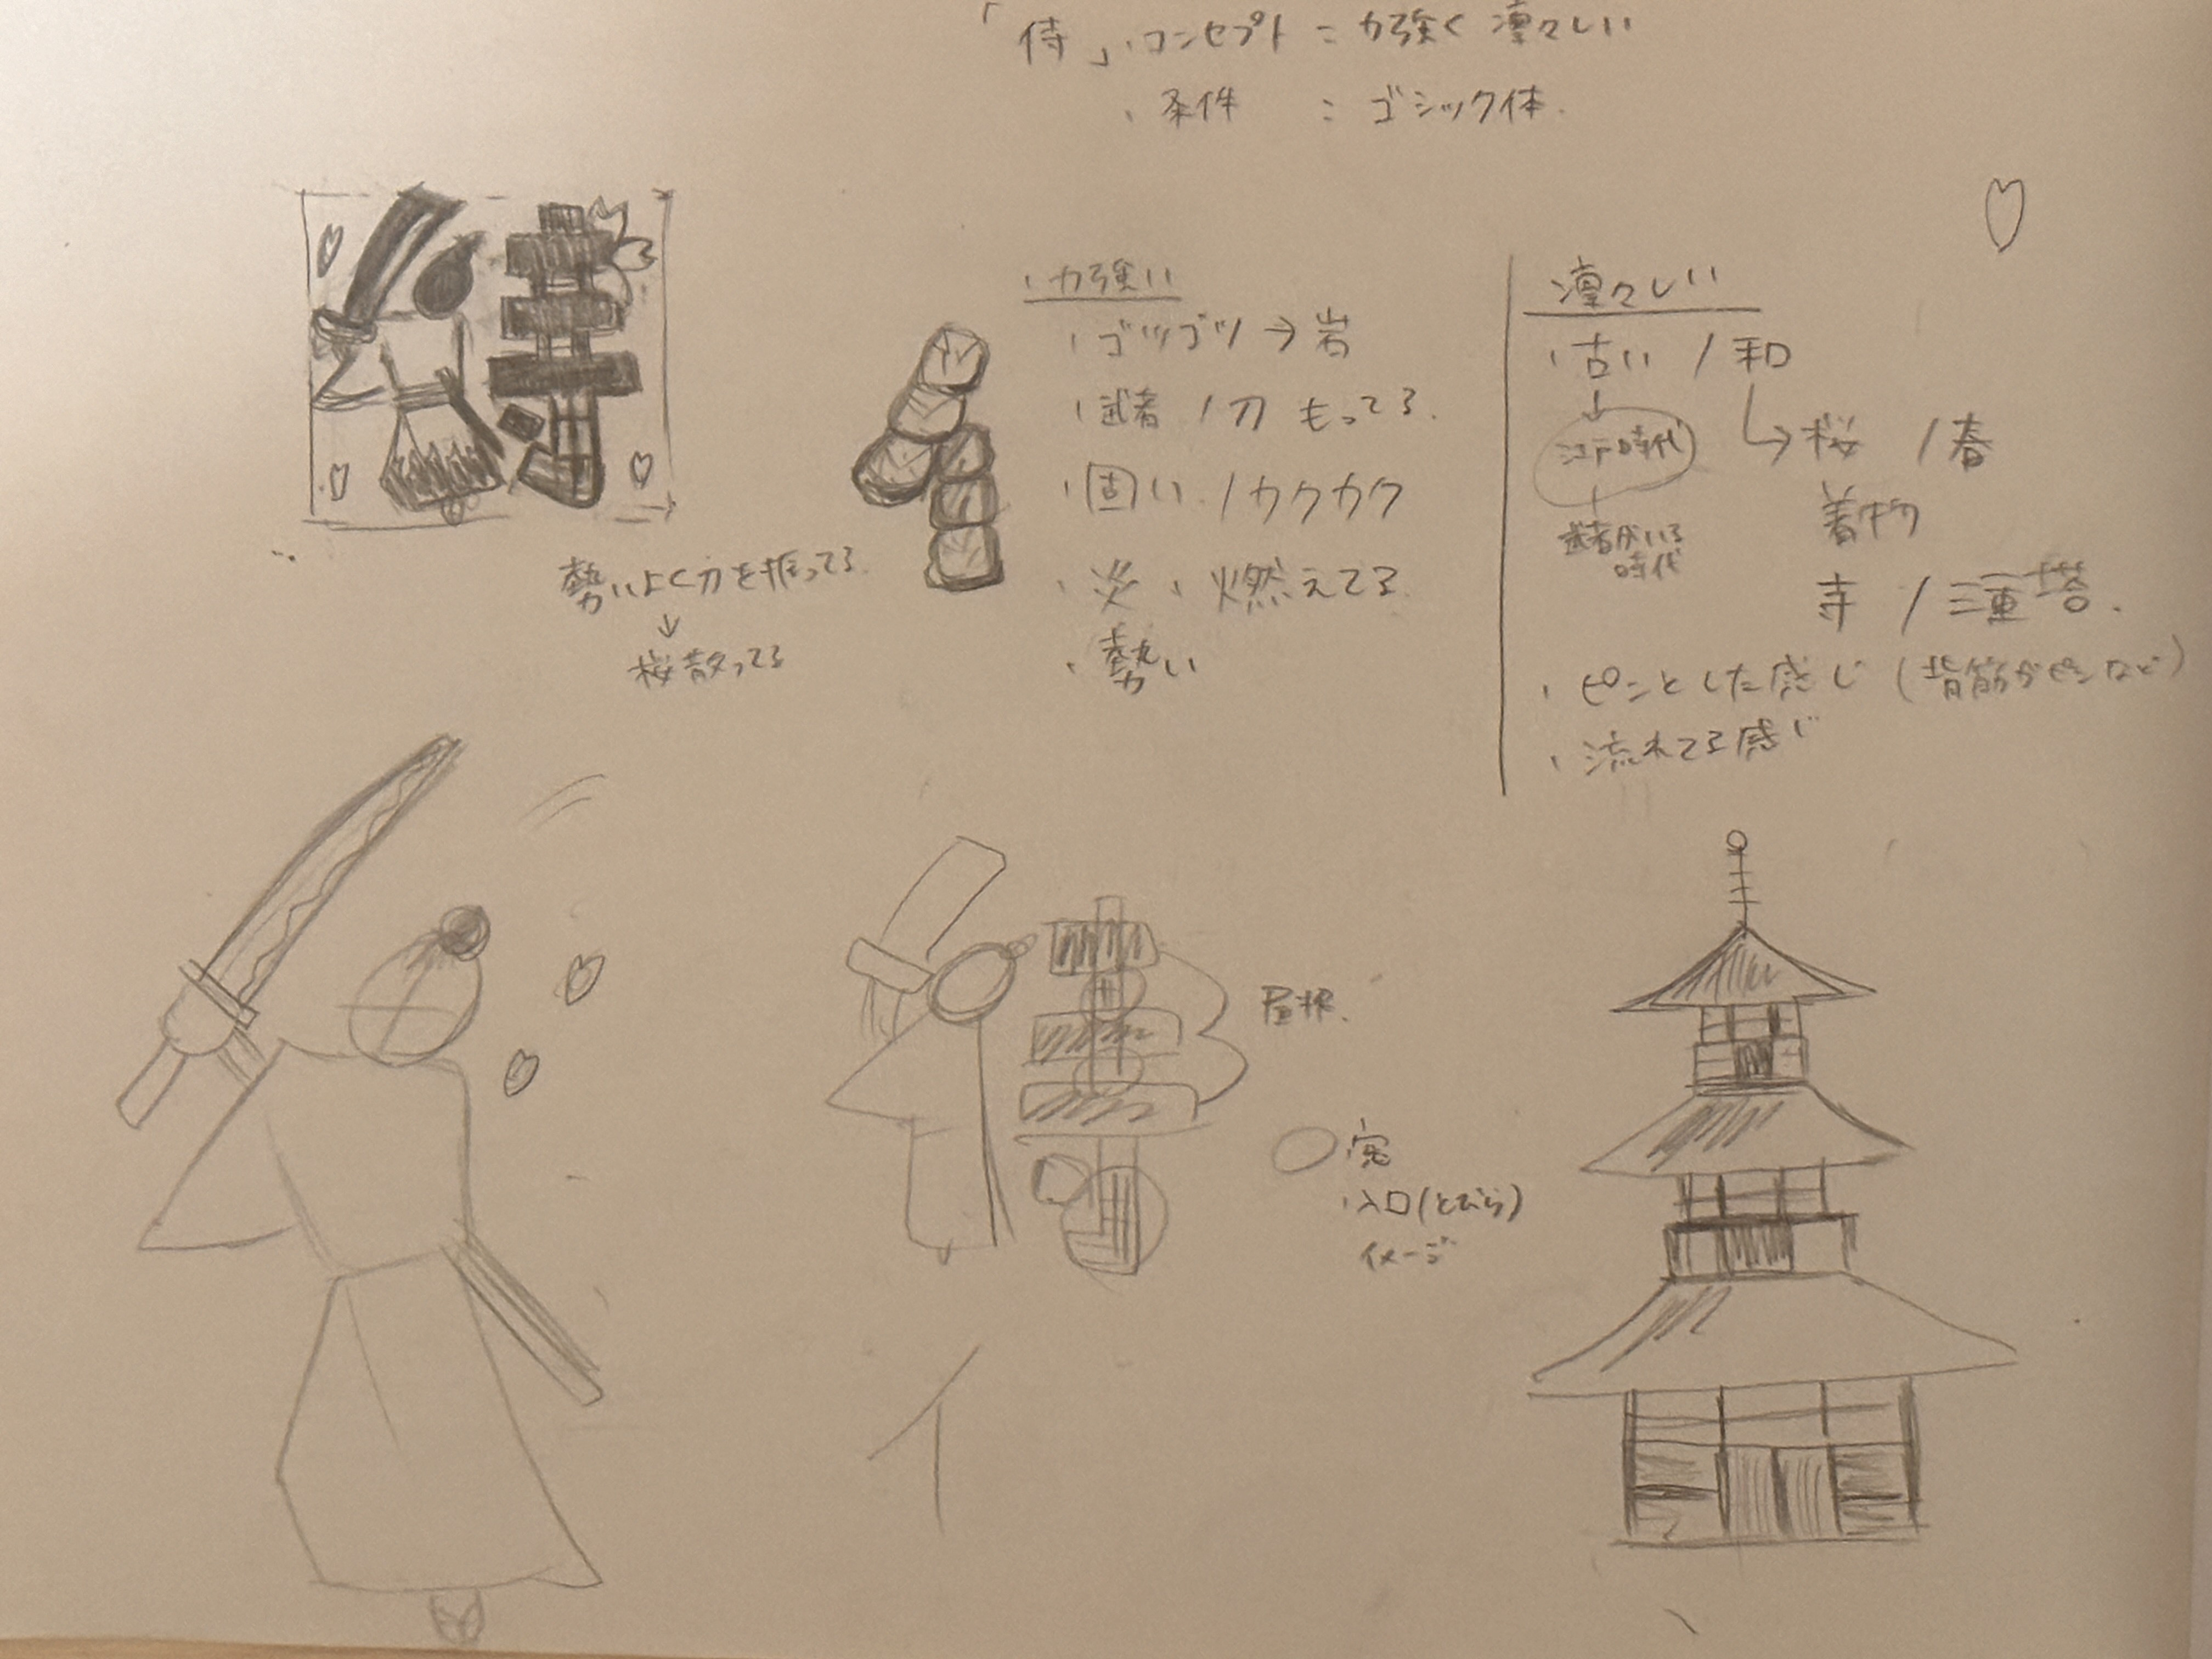 「侍」、コンセプト : 力強く 凛々しい
、条件 : ゴシック体.
、力強い
、ゴツゴツ → 岩
、武者 / 刀 もってる.
、固い / カクカク
、炎、燃えてる.
、勢い
凛々しい
、古い / 和
↓
江戸時代
武者がいる
時代
↳ 桜 / 春
着物
寺 / 三重塔.
、ピンとした感じ (背筋がピンなど)
、流れてる感じ
勢いよく刀を振ってる.
↓
桜散ってる
屋根.
○窓
、入口(とびら)
イメージ
イ